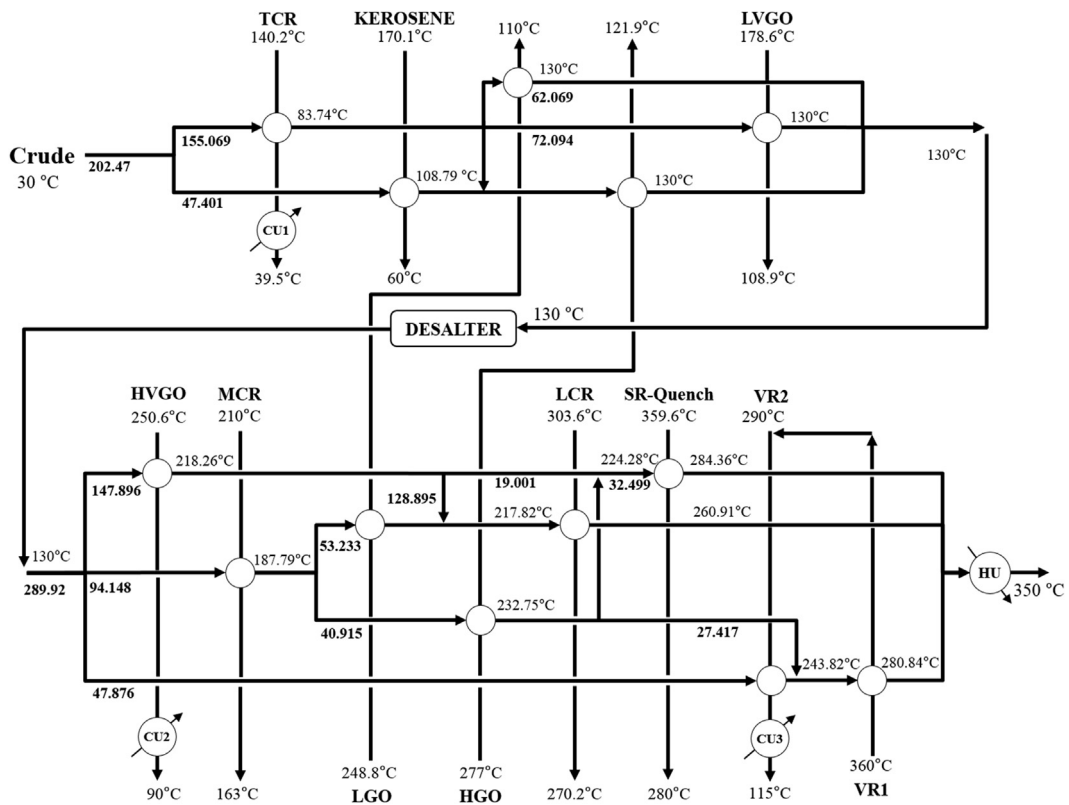 TCR
140.2°C
KEROSENE
170.1°C
110°C
121.9°C
LVGO
178.6°C
130°C
62.069
83.74°C
130°C
155.069
72.094
Crude
202.47
30 °C
130°C
108.79 °C
130°C
47.401
CU1
39.5°C
60°C
108.9°C
DESALTER
130 °C
HVGO
250.6°C
MCR
210°C
LCR
303.6°C
SR-Quench
359.6°C
VR2
290°C
218.26°C
224.28°C
284.36°C
147.896
128.895
19.001
32.499
217.82°C
260.91°C
53.233
130°C
187.79°C
289.92
94.148
HU
350 °C
232.75°C
40.915
27.417
243.82°C
280.84°C
47.876
CU2
CU3
90°C
163°C
248.8°C
LGO
277°C
HGO
270.2°C
280°C
115°C
360°C
VR1